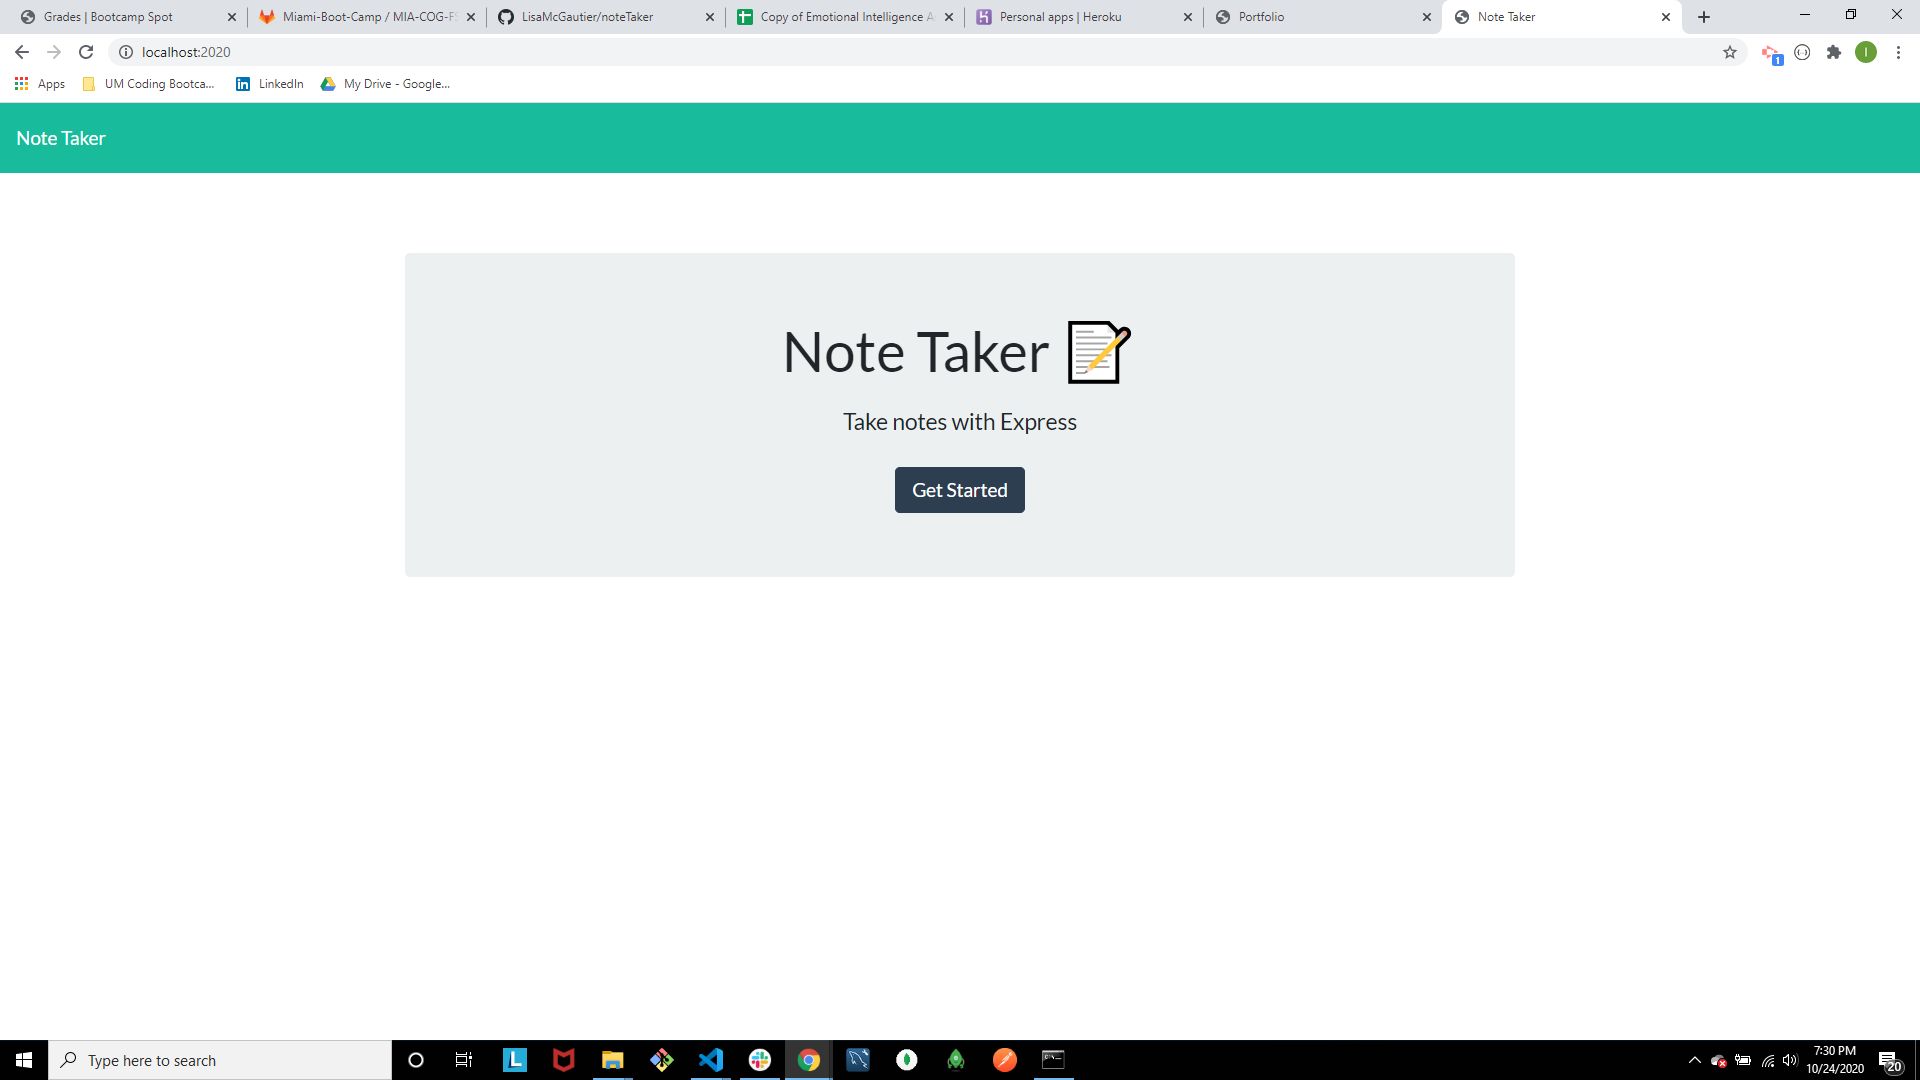 Grades | Bootcamp Spot
Miami-Boot-Camp / MIA-COG-FS
LisaMcGautier/noteTaker
Copy of Emotional Intelligence A
Personal apps | Heroku
Portfolio
Note Taker
localhost:2020
1
I
Apps
UM Coding Bootca...
LinkedIn
My Drive - Google...
Note Taker
Note Taker
Take notes with Express
Get Started
Type here to search
L
7:30 PM
10/24/2020
20